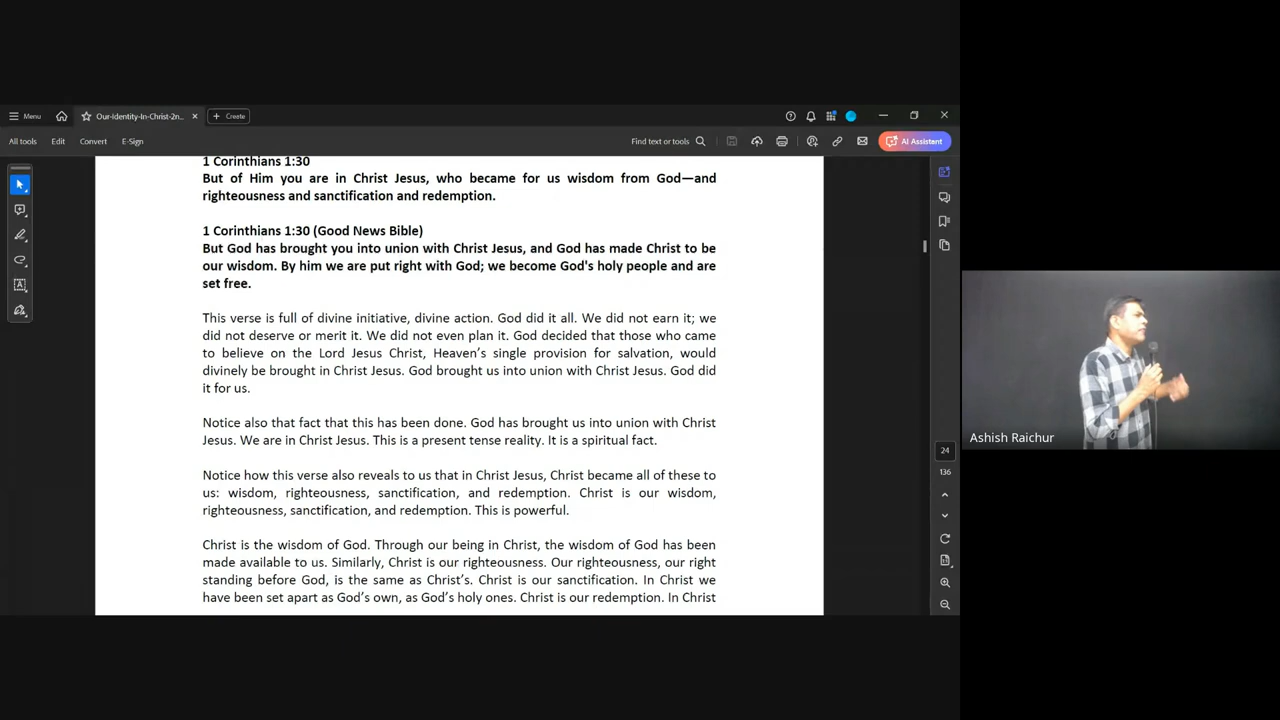 Menu
Our-Identity-In-Christ-2n...
Create
All tools
Edit
Convert
E-Sign
Find text or tools
AI Assistant
1 Corinthians 1:30
But of Him you are in Christ Jesus, who became for us wisdom from God—and
righteousness and sanctification and redemption.
1 Corinthians 1:30 (Good News Bible)
But God has brought you into union with Christ Jesus, and God has made Christ to be
our wisdom. By him we are put right with God; we become God's holy people and are
set free.
This verse is full of divine initiative, divine action. God did it all. We did not earn it; we
did not deserve or merit it. We did not even plan it. God decided that those who came
to believe on the Lord Jesus Christ, Heaven’s single provision for salvation, would
divinely be brought in Christ Jesus. God brought us into union with Christ Jesus. God did
it for us.
Notice also that fact that this has been done. God has brought us into union with Christ
Jesus. We are in Christ Jesus. This is a present tense reality. It is a spiritual fact.
Notice how this verse also reveals to us that in Christ Jesus, Christ became all of these to
us: wisdom, righteousness, sanctification, and redemption. Christ is our wisdom,
righteousness, sanctification, and redemption. This is powerful.
Christ is the wisdom of God. Through our being in Christ, the wisdom of God has been
made available to us. Similarly, Christ is our righteousness. Our righteousness, our right
standing before God, is the same as Christ’s. Christ is our sanctification. In Christ we
have been set apart as God’s own, as God’s holy ones. Christ is our redemption. In Christ
24
136
Ashish Raichur